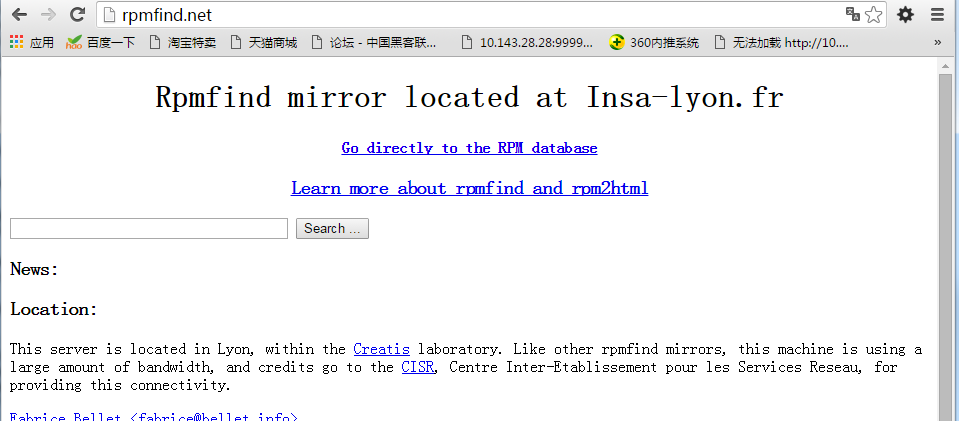 rpmfind.net
应用 百度一下 淘宝特卖 天猫商城 论坛 - 中国黑客联... 10.143.28.28:9999... 360内推系统 无法加载 http://10.... »
Rpmfind mirror located at Insa-lyon.fr
Go directly to the RPM database
Learn more about rpmfind and rpm2html
Search ...
News:
Location:
This server is located in Lyon, within the Creatis laboratory. Like other rpmfind mirrors, this machine is using a
large amount of bandwidth, and credits go to the CISR, Centre Inter-Etablissement pour les Services Reseau, for
providing this connectivity.
Fabrice Bellet <fabrice@bellet.info>